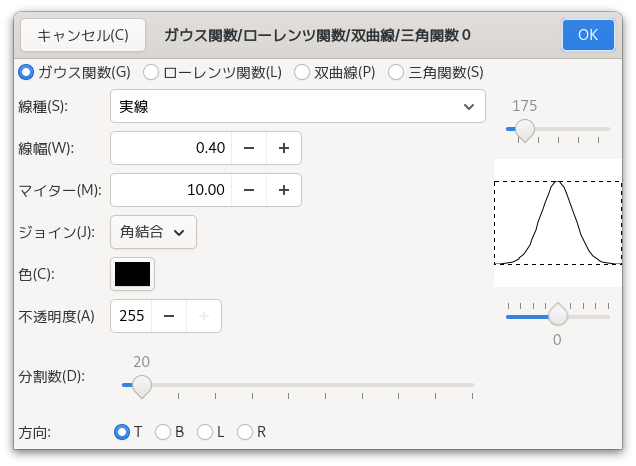 キャンセル(C) ガウス関数/ローレンツ関数/双曲線/三角関数 0 OK
ガウス関数(G) ローレンツ関数(L) 双曲線(P) 三角関数(S)
線種(S): 実線 175
線幅(W): 0.40 − +
マイター(M): 10.00 − +
ジョイン(J): 角結合
色(C):
不透明度(A) 255 − +
0
20
分割数(D):
方向: T B L R